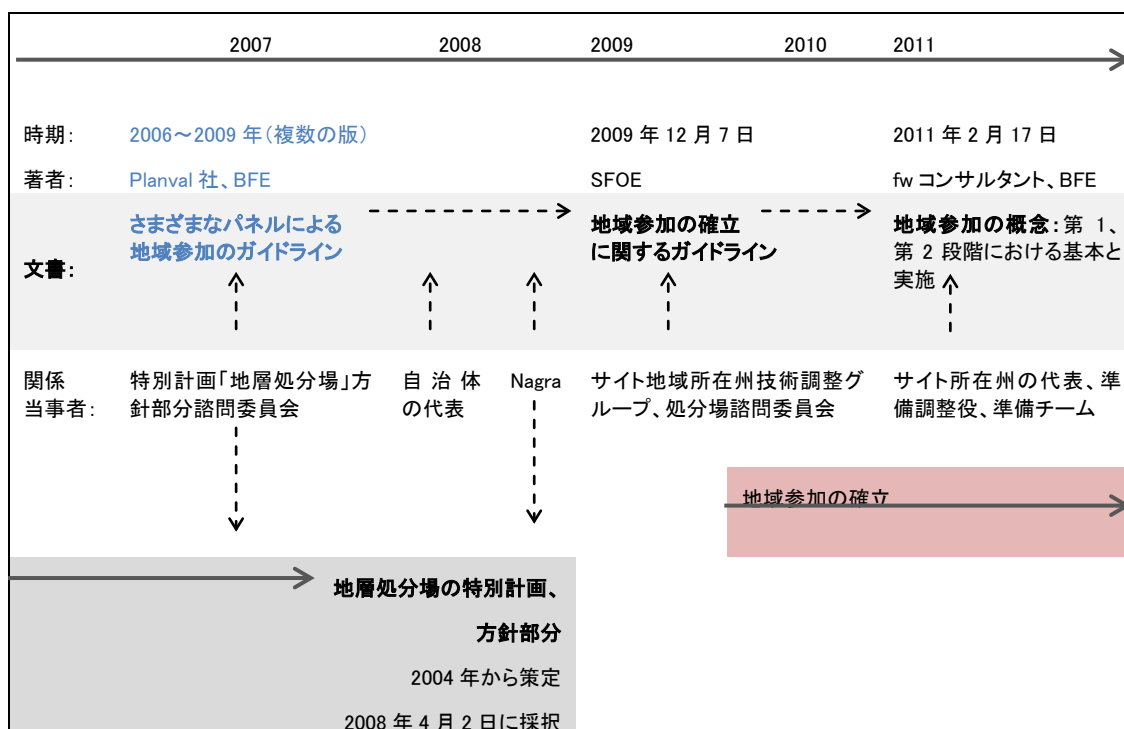 2007 2008 2009 2010 2011
時期: 2006～2009 年(複数の版) 2009 年 12 月 7 日 2011 年 2 月 17 日
著者: Planval 社、BFE SFOE fw コンサルタント、BFE
文書:
さまざまなパネルによる
地域参加のガイドライン
地域参加の確立
に関するガイドライン
地域参加の概念:第 1、
第 2 段階における基本と
実施
関係
当事者:
特別計画「地層処分場」方
針部分諮問委員会
自治体
の代表
Nagra
サイト地域所在州技術調整グ
ループ、処分場諮問委員会
サイト所在州の代表、準
備調整役、準備チーム
地域参加の確立
地層処分場の特別計画、
方針部分
2004 年から策定
2008 年 4 月 2 日に採択